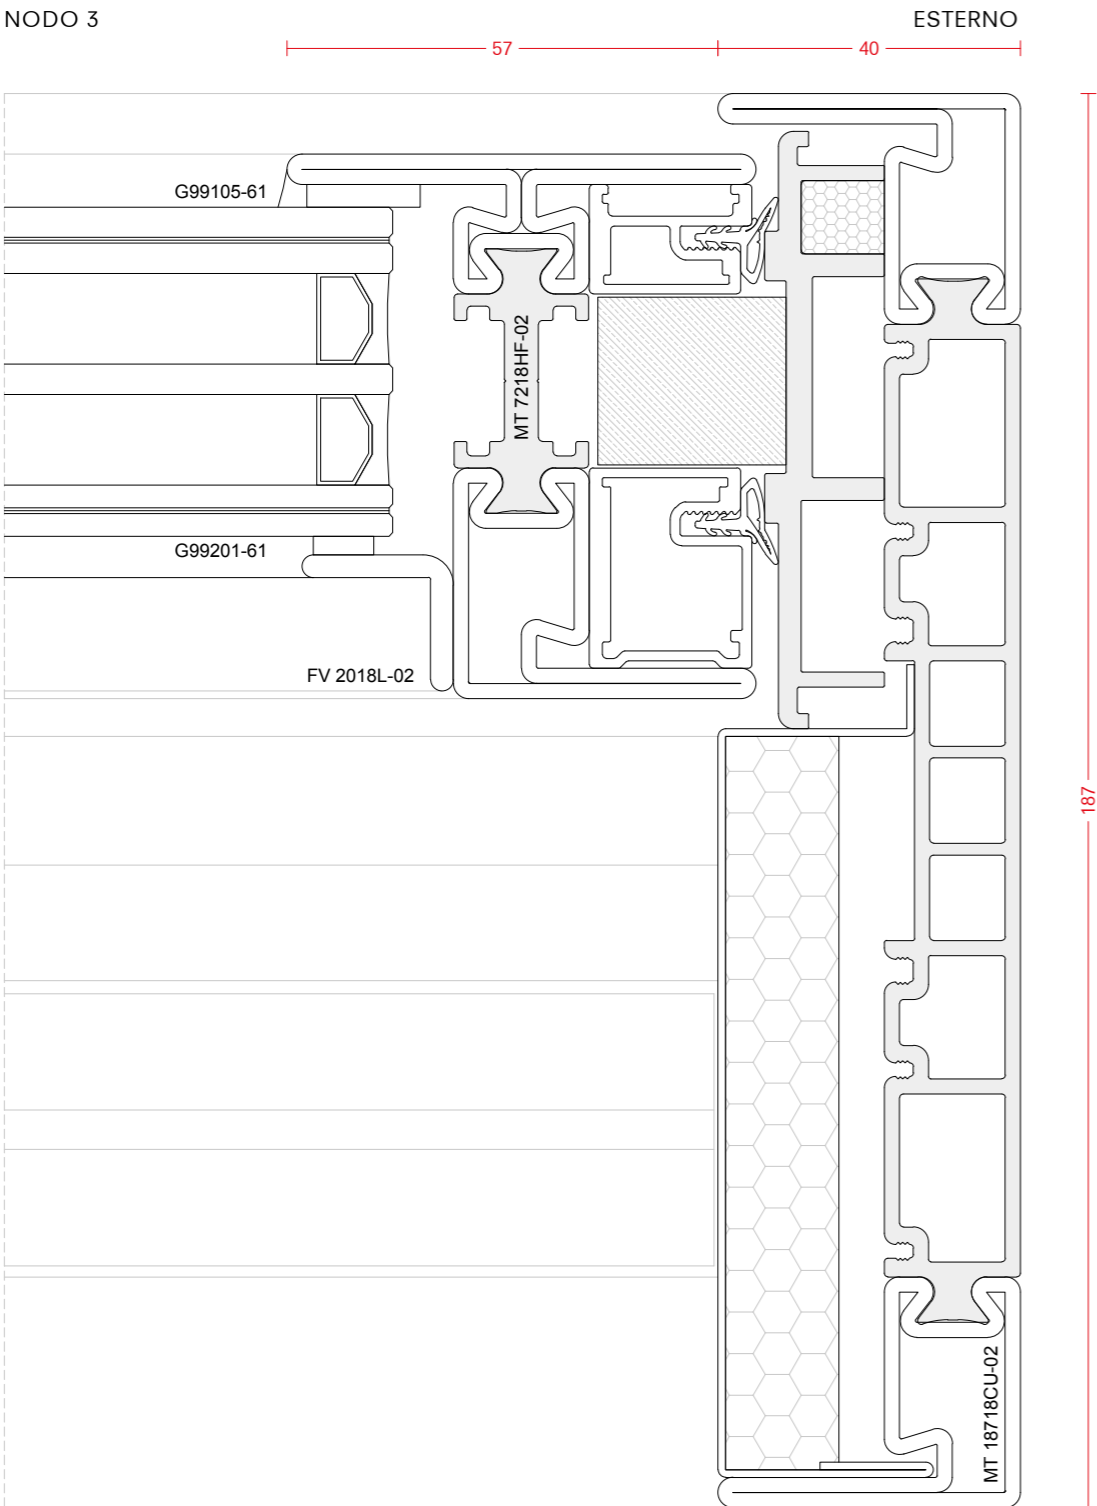 NODO 3
ESTERNO
57
40
G99105-61
MT 7218HF-02
G99201-61
FV 2018L-02
187
MT 18718CU-02